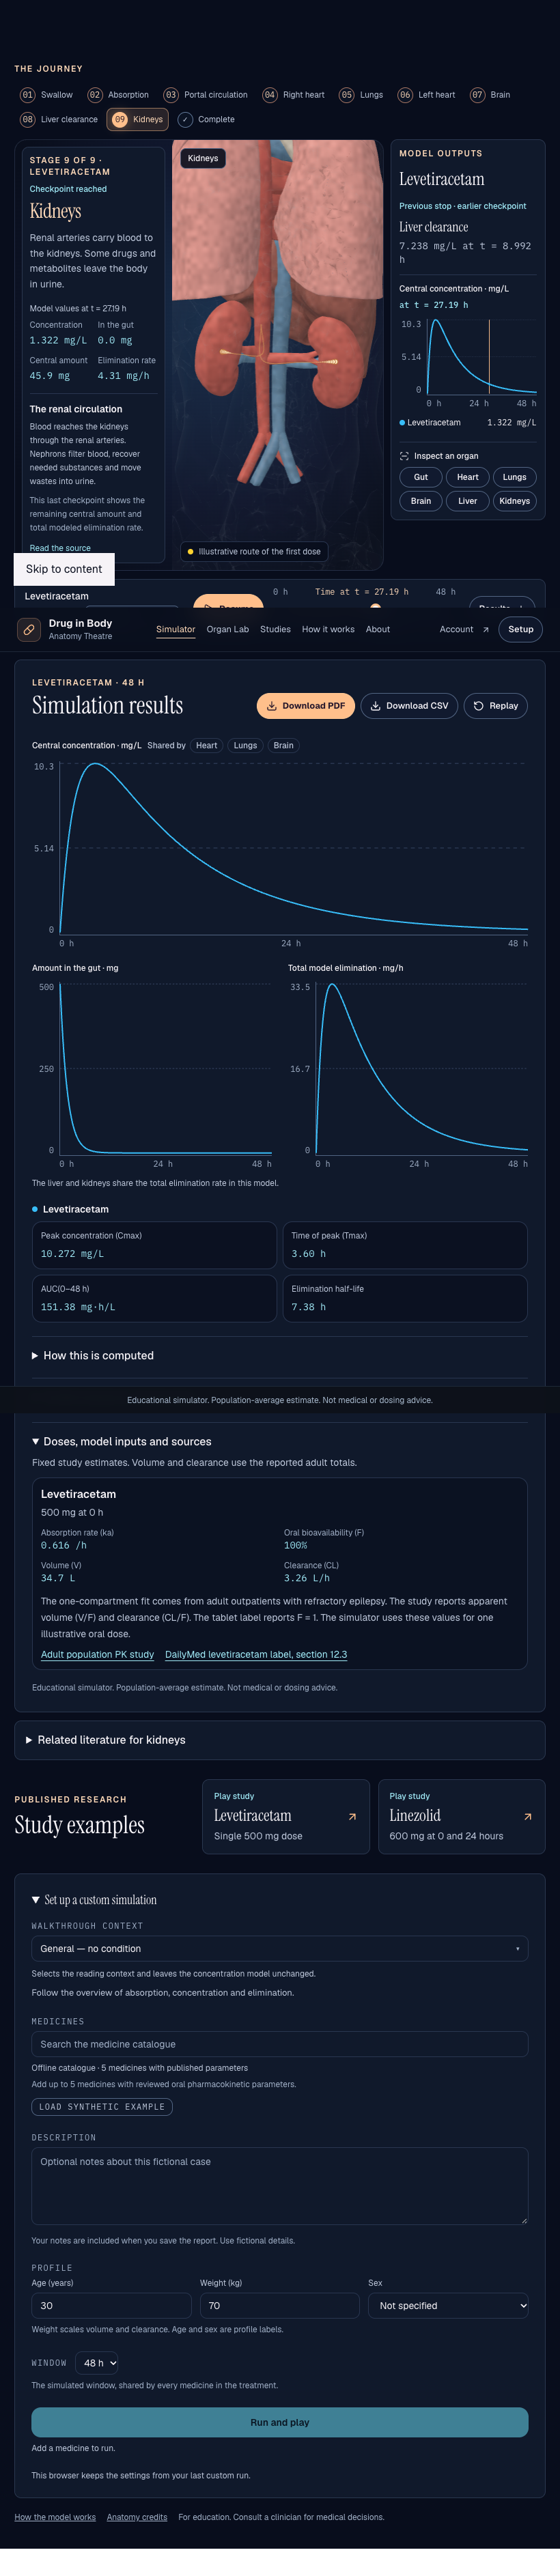 THE JOURNEY
01 Swallow 02 Absorption 03 Portal circulation 04 Right heart 05 Lungs 06 Left heart 07 Brain
08 Liver clearance 09 Kidneys ✓ Complete
STAGE 9 OF 9 ·
LEVETIRACETAM
Checkpoint reached
Kidneys
Renal arteries carry blood to
the kidneys. Some drugs and
metabolites leave the body
in urine.
Model values at t = 27.19 h
Concentration In the gut
1.322 mg/L 0.0 mg
Central amount Elimination rate
45.9 mg 4.31 mg/h
The renal circulation
Blood reaches the kidneys
through the renal arteries.
Nephrons filter blood, recover
needed substances and move
wastes into urine.
This last checkpoint shows the
remaining central amount and
total modeled elimination rate.
Read the source
Kidneys
Illustrative route of the first dose
MODEL OUTPUTS
Levetiracetam
Previous stop · earlier checkpoint
Liver clearance
7.238 mg/L at t = 8.992
h
Central concentration · mg/L
at t = 27.19 h
10.3
5.14
0
0 h 24 h 48 h
Levetiracetam 1.322 mg/L
Inspect an organ
Gut Heart Lungs
Brain Liver Kidneys
Skip to content
Levetiracetam
0 h Time at t = 27.19 h 48 h
Drug in Body
Anatomy Theatre
Simulator Organ Lab Studies How it works About
Account Setup
LEVETIRACETAM · 48 H
Simulation results
Download PDF Download CSV Replay
Central concentration · mg/L Shared by Heart Lungs Brain
10.3
5.14
0
0 h 24 h 48 h
Amount in the gut · mg
500
250
0
0 h 24 h 48 h
Total model elimination · mg/h
33.5
16.7
0
0 h 24 h 48 h
The liver and kidneys share the total elimination rate in this model.
Levetiracetam
Peak concentration (Cmax)
10.272 mg/L
Time of peak (Tmax)
3.60 h
AUC(0–48 h)
151.38 mg·h/L
Elimination half-life
7.38 h
How this is computed
Educational simulator. Population-average estimate. Not medical or dosing advice.
Doses, model inputs and sources
Fixed study estimates. Volume and clearance use the reported adult totals.
Levetiracetam
500 mg at 0 h
Absorption rate (ka) Oral bioavailability (F)
0.616 /h 100%
Volume (V) Clearance (CL)
34.7 L 3.26 L/h
The one-compartment fit comes from adult outpatients with refractory epilepsy. The study reports apparent
volume (V/F) and clearance (CL/F). The tablet label reports F = 1. The simulator uses these values for one
illustrative oral dose.
Adult population PK study DailyMed levetiracetam label, section 12.3
Educational simulator. Population-average estimate. Not medical or dosing advice.
Related literature for kidneys
PUBLISHED RESEARCH
Study examples
Play study
Levetiracetam
Single 500 mg dose
Play study
Linezolid
600 mg at 0 and 24 hours
Set up a custom simulation
WALKTHROUGH CONTEXT
General — no condition
Selects the reading context and leaves the concentration model unchanged.
Follow the overview of absorption, concentration and elimination.
MEDICINES
Search the medicine catalogue
Offline catalogue · 5 medicines with published parameters
Add up to 5 medicines with reviewed oral pharmacokinetic parameters.
LOAD SYNTHETIC EXAMPLE
DESCRIPTION
Optional notes about this fictional case
Your notes are included when you save the report. Use fictional details.
PROFILE
Age (years) Weight (kg) Sex
30 70 Not specified
Weight scales volume and clearance. Age and sex are profile labels.
WINDOW 48 h
The simulated window, shared by every medicine in the treatment.
Run and play
Add a medicine to run.
This browser keeps the settings from your last custom run.
How the model works Anatomy credits For education. Consult a clinician for medical decisions.